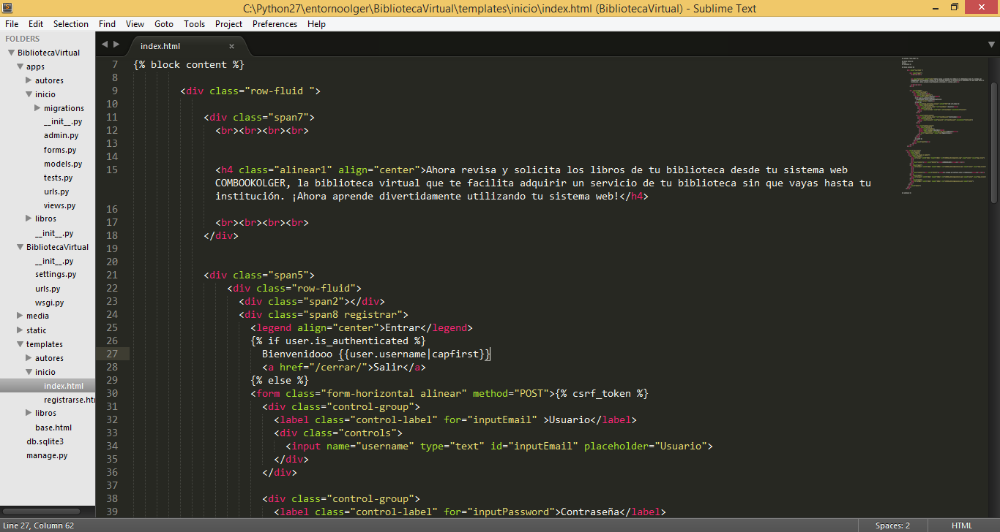 C:\Python27\entornoolger\BibliotecaVirtual\templates\inicio\index.html (BibliotecaVirtual) - Sublime Text
File Edit Selection Find View Goto Tools Project Preferences Help
FOLDERS
BibliotecaVirtual
apps
autores
inicio
migrations
__init__.py
admin.py
forms.py
models.py
tests.py
urls.py
views.py
libros
__init__.py
BibliotecaVirtual
__init__.py
settings.py
urls.py
wsgi.py
media
static
templates
autores
inicio
index.html
registrarse.htm
libros
base.html
db.sqlite3
manage.py
index.html
7 {% block content %}
8
9 <div class="row-fluid ">
10
11 <div class="span7">
12 <br><br><br><br>
13
14
15 <h4 class="alinear1" align="center">Ahora revisa y solicita los libros de tu biblioteca desde tu sistema web
COMBOOKOLGER, la biblioteca virtual que te facilita adquirir un servicio de tu biblioteca sin que vayas hasta tu
institución. ¡Ahora aprende divertidamente utilizando tu sistema web!</h4>
16
17 <br><br><br><br>
18 </div>
19
20
21 <div class="span5">
22 <div class="row-fluid">
23 <div class="span2"></div>
24 <div class="span8 registrar">
25 <legend align="center">Entrar</legend>
26 {% if user.is_authenticated %}
27 Bienvenidooo {{user.username|capfirst}}
28 <a href="/cerrar/">Salir</a>
29 {% else %}
30 <form class="form-horizontal alinear" method="POST">{% csrf_token %}
31 <div class="control-group">
32 <label class="control-label" for="inputEmail" >Usuario</label>
33 <div class="controls">
34 <input name="username" type="text" id="inputEmail" placeholder="Usuario">
35 </div>
36 </div>
37
38 <div class="control-group">
39 <label class="control-label" for="inputPassword">Contraseña</label>
Line 27, Column 62
Spaces: 2
HTML